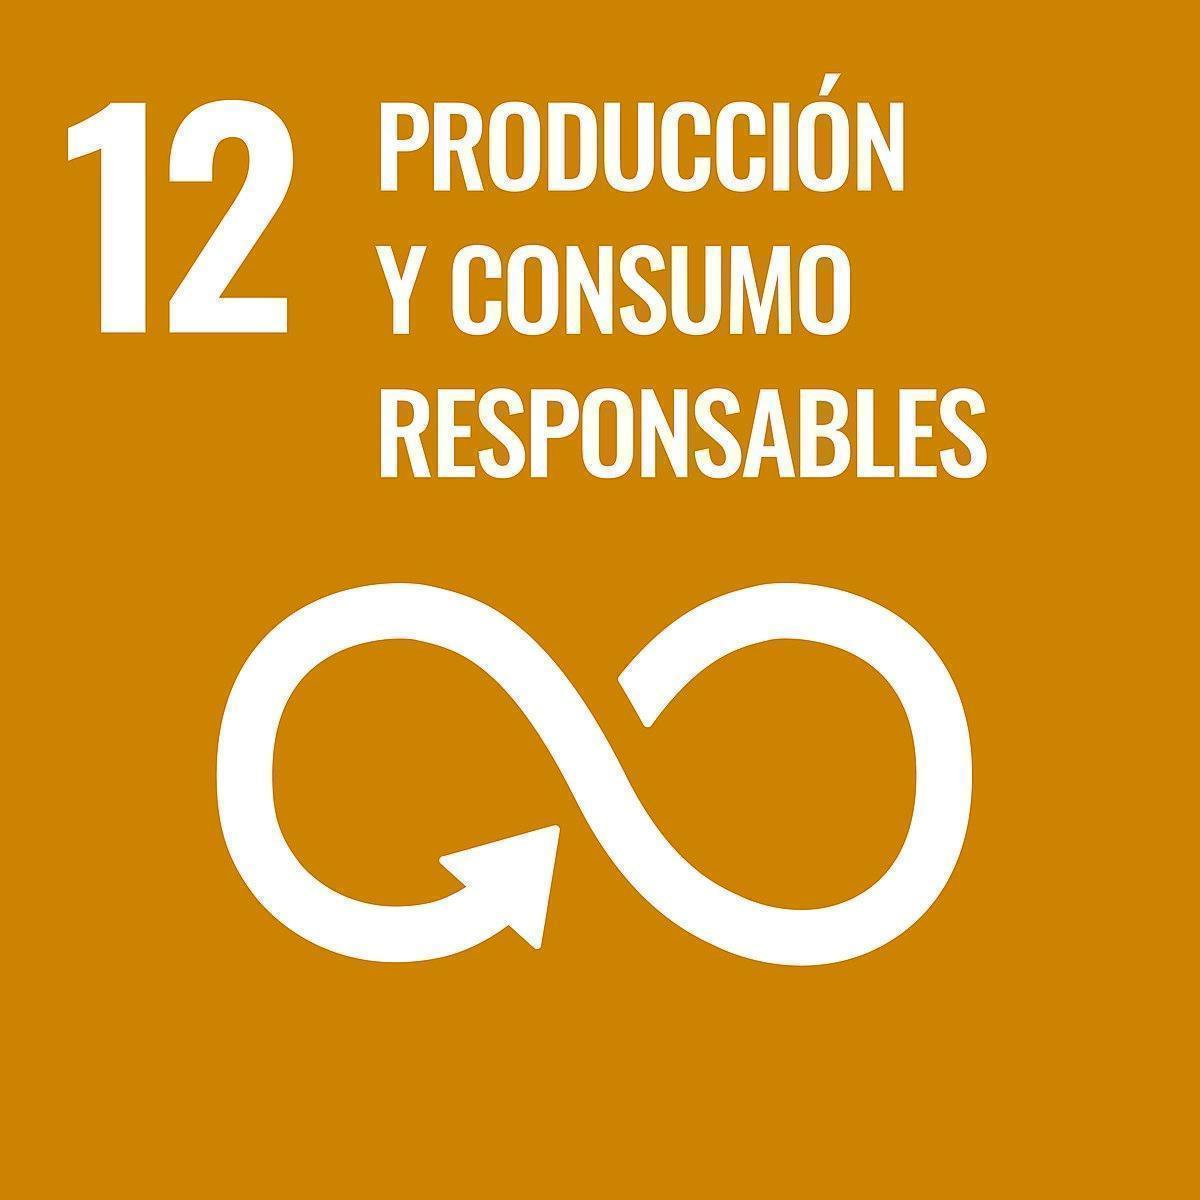 12
PRODUCCIÓN
Y CONSUMO
RESPONSABLES